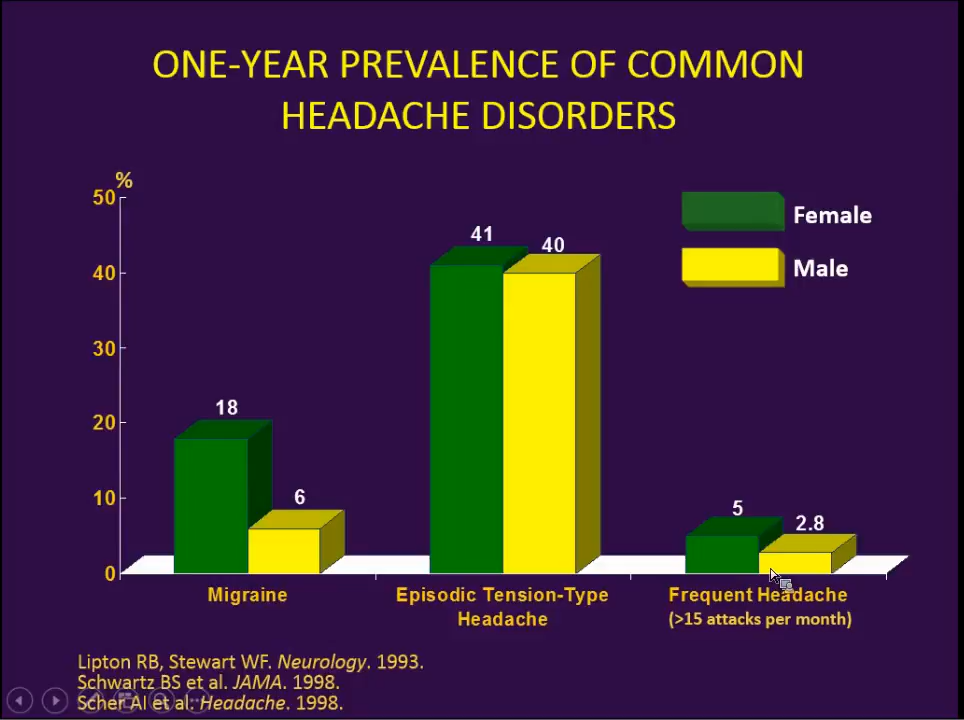 ONE-YEAR PREVALENCE OF COMMON
HEADACHE DISORDERS
%
50
40
30
20
10
0
18
6
41
40
5
2.8
Female
Male
Migraine
Episodic Tension-Type
Headache
Frequent Headache
(>15 attacks per month)
Lipton RB, Stewart WF. Neurology. 1993.
Schwartz BS et al. JAMA. 1998.
Scher AI et al: Headache. 1998.